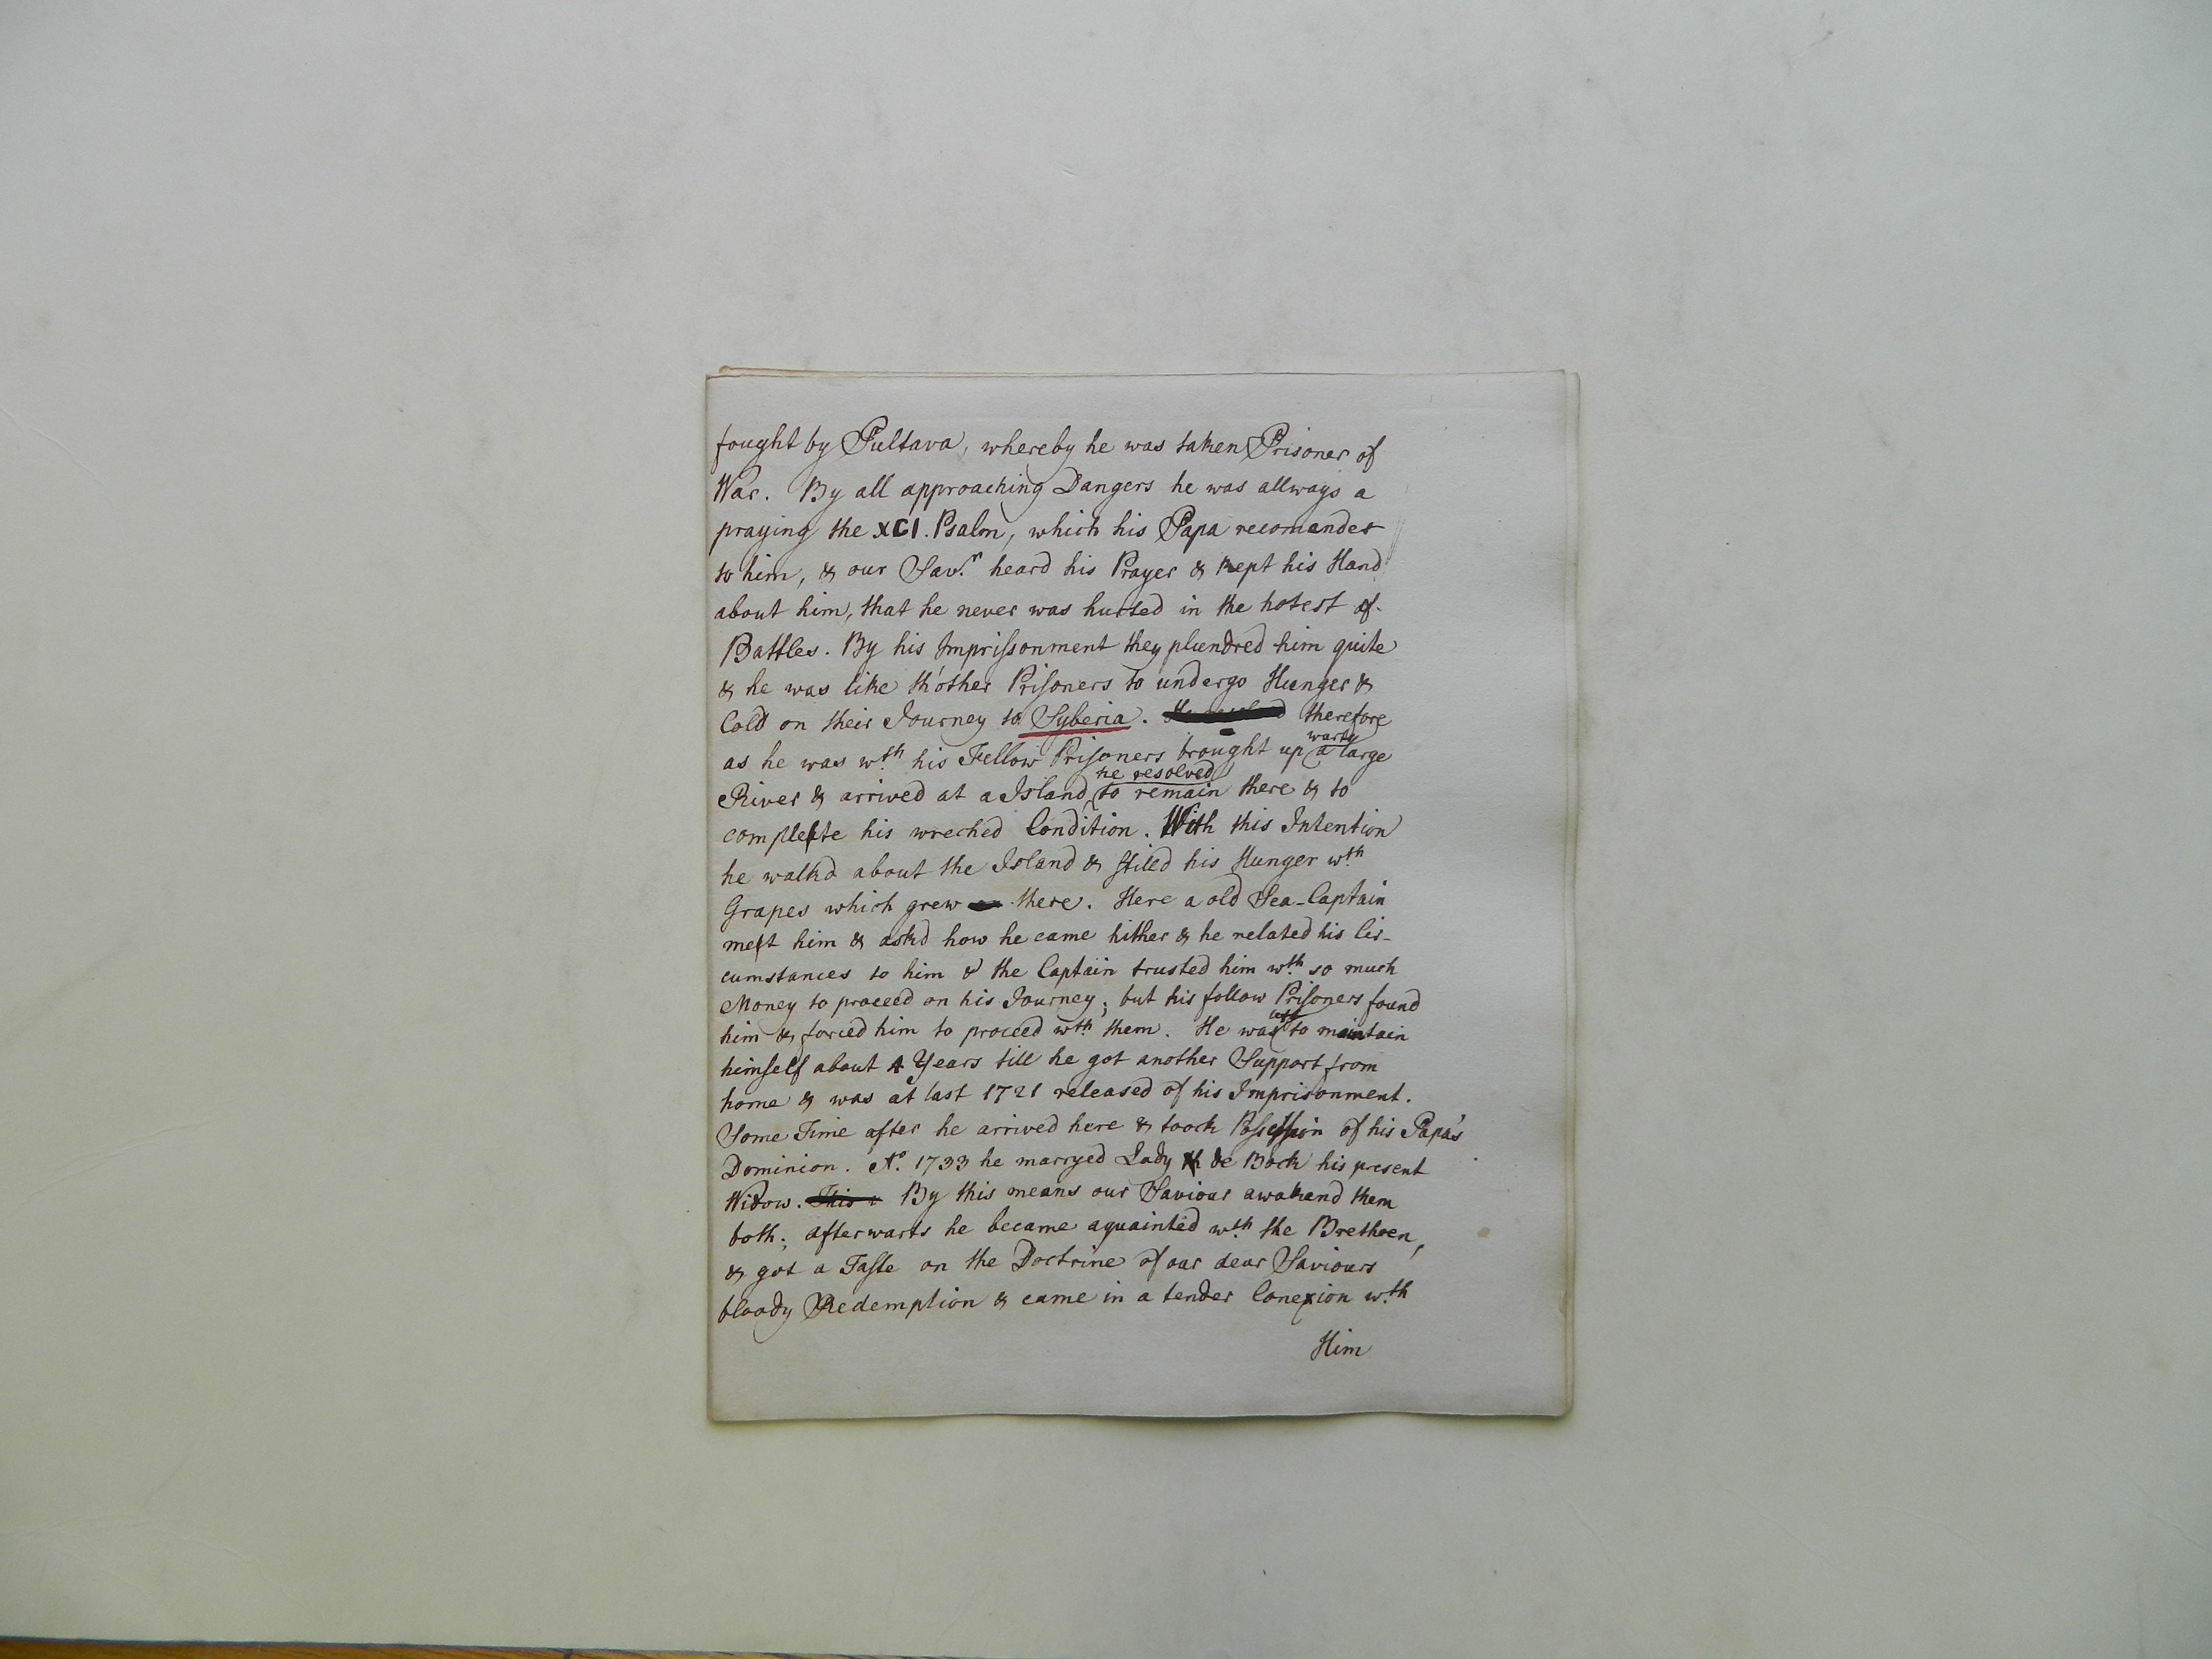 fought by Pultava, whereby he was taken Prisoner of
War. By all approaching Dangers he was allways a
praying the XCI. Psalm, which his Papa recomandet
to him, & our Sav.r heard his Prayer & kept his Hand
about him, that he never was hurted in the hotest of
Battles. By his Imprissonment they plundred him quite
& he was like th'other Prisoners to undergo Hunger &
Cold on their Journey to Syberia. therefore
as he was wth his Fellow Prisoners brought up warts a large
River & arrived at a Island, he resolved to remain there & to
complette his wreched Condition. With this Intention
he walkd about the Island & stiled his Hunger wth
Grapes which grew there. Here a old Sea-Captain
mett him & askd how he came hither & he related his Cir-
cumstances to him & the Captain trusted him wth so much
Money to proceed on his Journey; but his follow Prisoners found
him & forced him to proceed wth them. He was left to maintain
himself about 4 Years till he got another Support from
home & was at last 1721 released of his Imprisonment.
Some Time after he arrived here & toock Possession of his Papa's
Dominion. Ao. 1733 he marryed Lady de Bock his present
Widow. This By this means our Saviour awakend them
both; afterwarts he became aquainted wth the Brethren,
& got a Taste on the Doctrine of our dear Saviours
bloody Redemption & came in a tender Conexion wth
Him